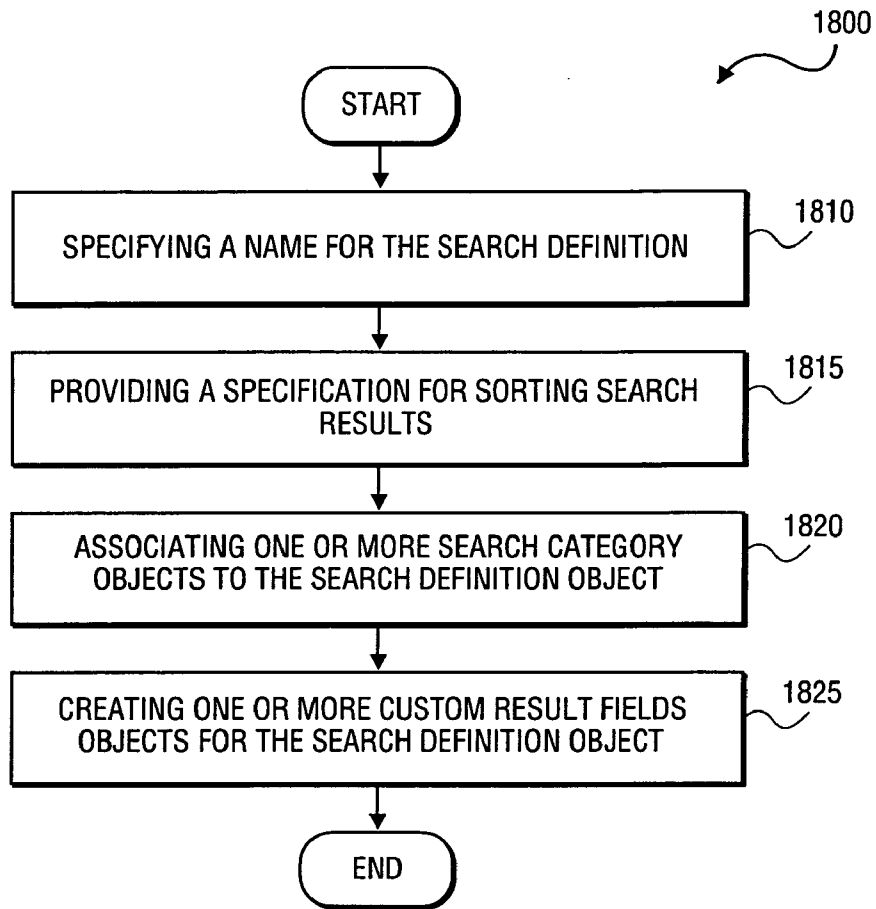 1800
START
SPECIFYING A NAME FOR THE SEARCH DEFINITION
1810
PROVIDING A SPECIFICATION FOR SORTING SEARCH
RESULTS
1815
ASSOCIATING ONE OR MORE SEARCH CATEGORY
OBJECTS TO THE SEARCH DEFINITION OBJECT
1820
CREATING ONE OR MORE CUSTOM RESULT FIELDS
OBJECTS FOR THE SEARCH DEFINITION OBJECT
1825
END